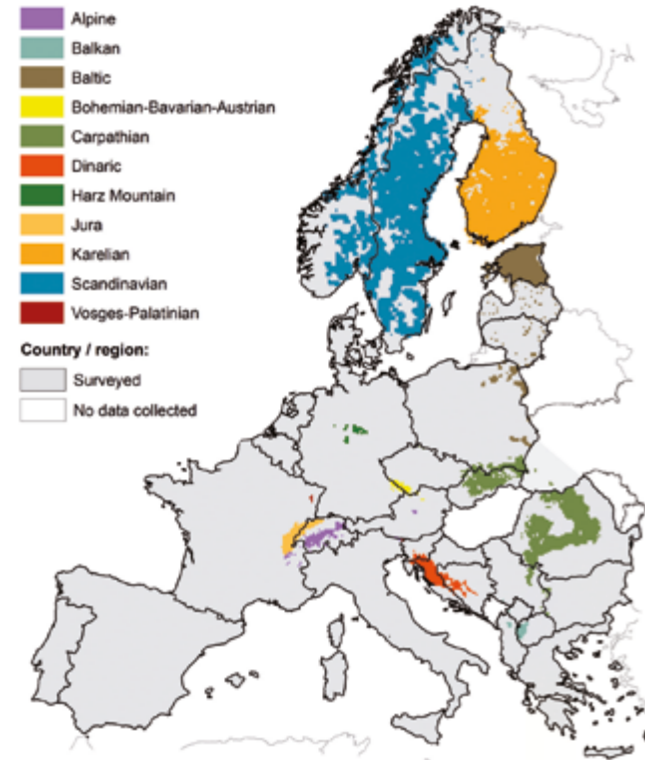 Alpine
Balkan
Baltic
Bohemian-Bavarian-Austrian
Carpathian
Dinaric
Harz Mountain
Jura
Karelian
Scandinavian
Vosges-Palatinian
Country / region:
Surveyed
No data collected